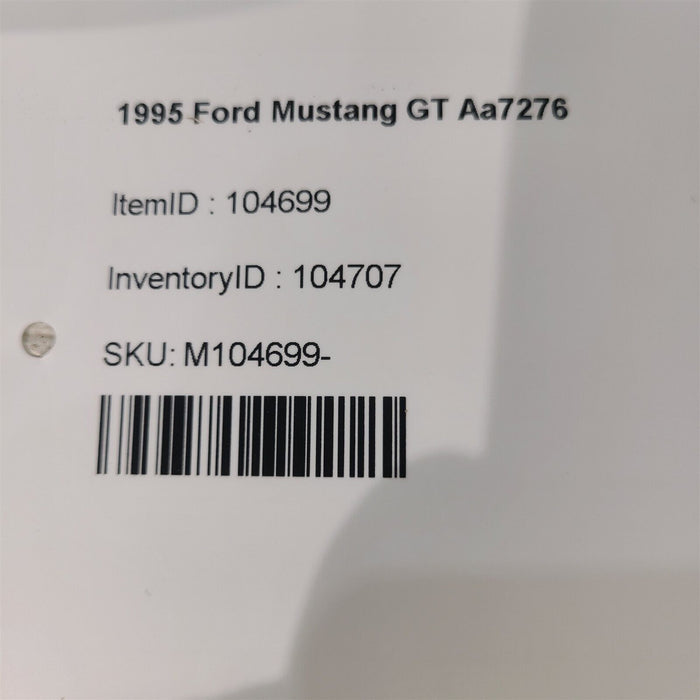 1995 Ford Mustang GT Aa7276
ItemID : 104699
InventoryID : 104707
SKU: M104699-